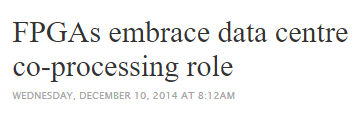 FPGAs embrace data centre
co-processing role
WEDNESDAY, DECEMBER 10, 2014 AT 8:12AM